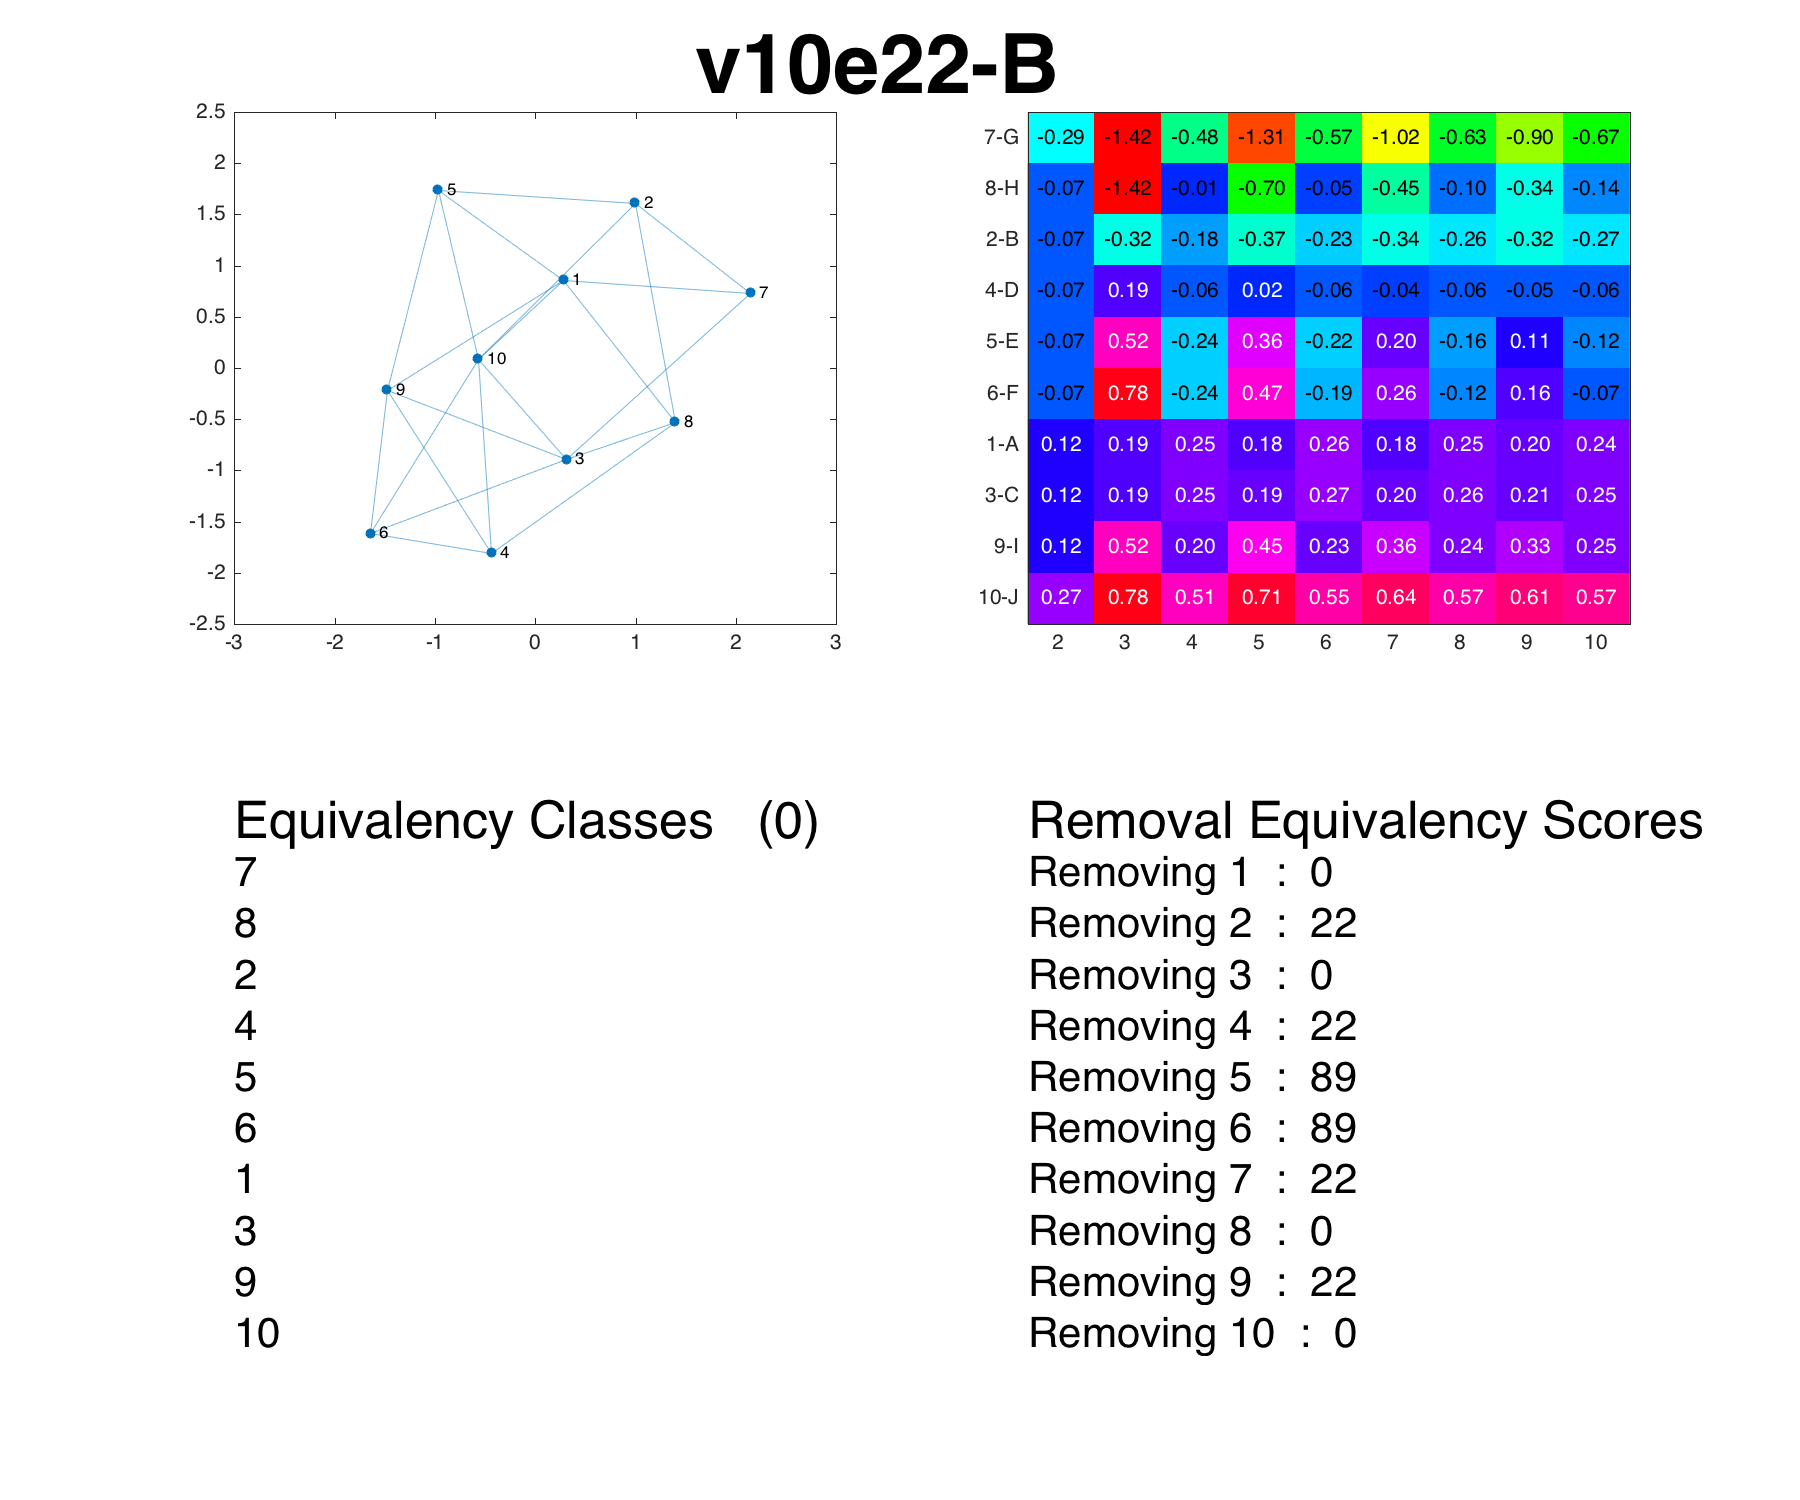 v10e22-B
2.5
2
1.5
1
0.5
0
-0.5
-1
-1.5
-2
-2.5
-3 -2 -1 0 1 2 3
5
2
1
7
10
9
8
3
6
4
7-G -0.29 -1.42 -0.48 -1.31 -0.57 -1.02 -0.63 -0.90 -0.67
8-H -0.07 -1.42 -0.01 -0.70 -0.05 -0.45 -0.10 -0.34 -0.14
2-B -0.07 -0.32 -0.18 -0.37 -0.23 -0.34 -0.26 -0.32 -0.27
4-D -0.07 0.19 -0.06 0.02 -0.06 -0.04 -0.06 -0.05 -0.06
5-E -0.07 0.52 -0.24 0.36 -0.22 0.20 -0.16 0.11 -0.12
6-F -0.07 0.78 -0.24 0.47 -0.19 0.26 -0.12 0.16 -0.07
1-A 0.12 0.19 0.25 0.18 0.26 0.18 0.25 0.20 0.24
3-C 0.12 0.19 0.25 0.19 0.27 0.20 0.26 0.21 0.25
9-I 0.12 0.52 0.20 0.45 0.23 0.36 0.24 0.33 0.25
10-J 0.27 0.78 0.51 0.71 0.55 0.64 0.57 0.61 0.57
2 3 4 5 6 7 8 9 10
Equivalency Classes (0)
7
8
2
4
5
6
1
3
9
10
Removal Equivalency Scores
Removing 1 : 0
Removing 2 : 22
Removing 3 : 0
Removing 4 : 22
Removing 5 : 89
Removing 6 : 89
Removing 7 : 22
Removing 8 : 0
Removing 9 : 22
Removing 10 : 0